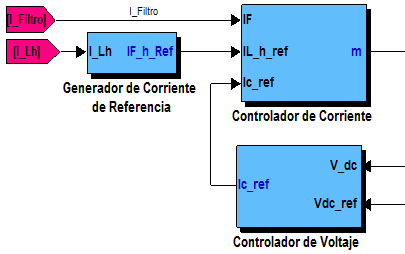 [I_Filtro]
I_Filtro
[I_Lh]
I_Lh
IF_h_Ref
Generador de Corriente
de Referencia
IF
IL_h_ref
Ic_ref
m
Controlador de Corriente
V_dc
Ic_ref
Vdc_ref
Controlador de Voltaje